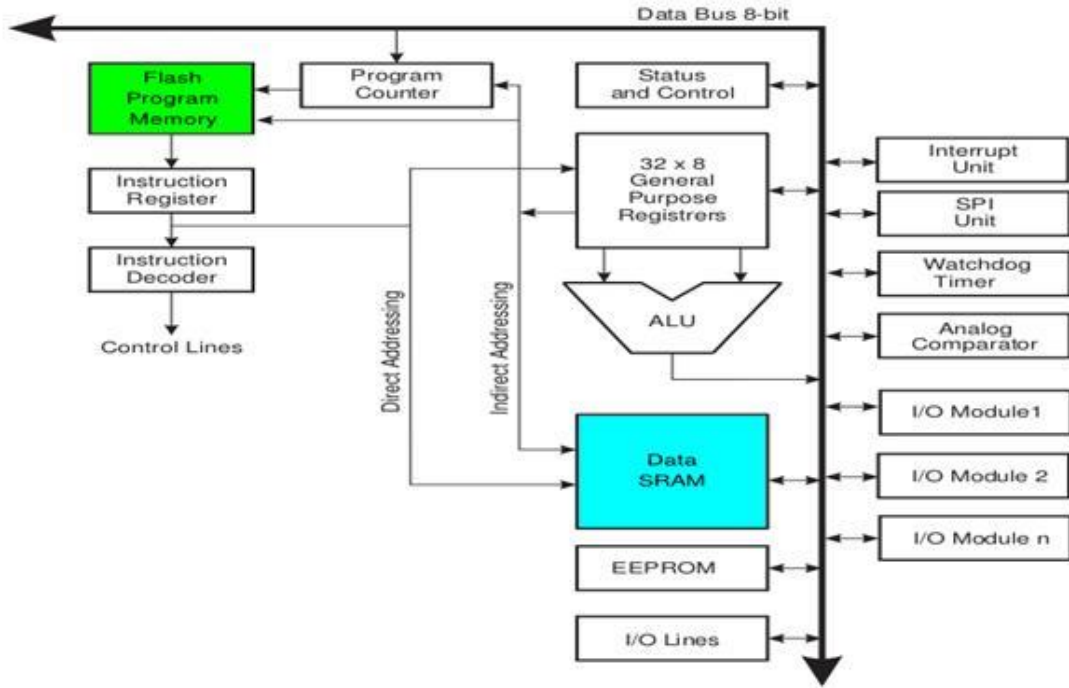 Data Bus 8-bit
Flash
Program
Memory
Program
Counter
Status
and Control
Instruction
Register
32 x 8
General
Purpose
Registrers
Interrupt
Unit
SPI
Unit
Instruction
Decoder
Watchdog
Timer
Control Lines
Direct Addressing
Indirect Addressing
ALU
Analog
Comparator
I/O Module1
Data
SRAM
I/O Module 2
I/O Module n
EEPROM
I/O Lines